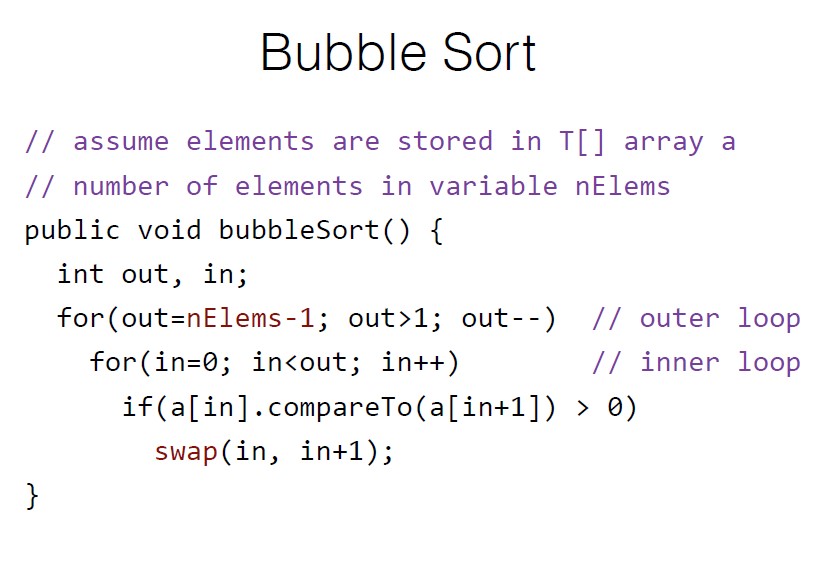 Bubble Sort
// assume elements are stored in T[] array a
// number of elements in variable nElems
public void bubbleSort() {
int out, in;
for(out=nElems-1; out>1; out--) // outer loop
for(in=0; in<out; in++) // inner loop
if(a[in].compareTo(a[in+1]) > 0)
swap(in, in+1);
}